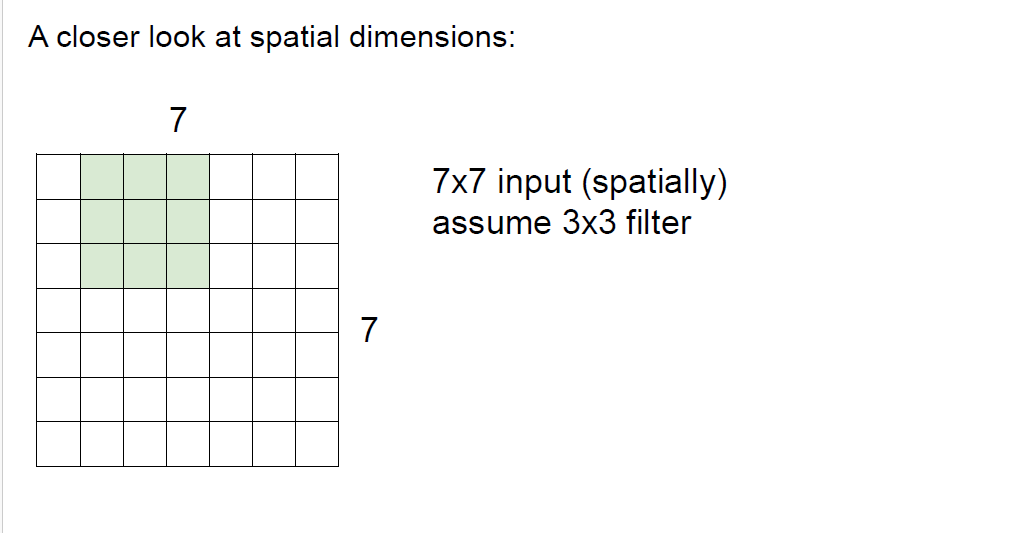 A closer look at spatial dimensions:
7
7x7 input (spatially)
assume 3x3 filter
7